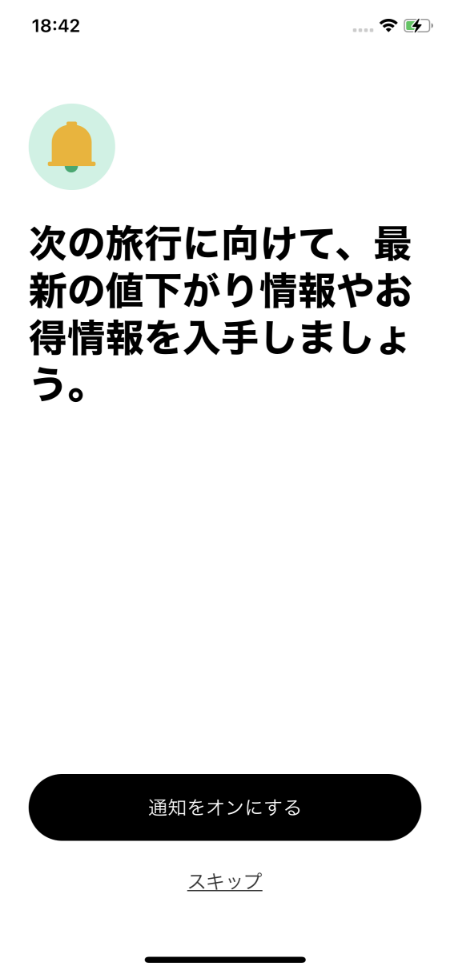 18:42
次の旅行に向けて、最
新の値下がり情報やお
得情報を入手しましょ
う。
通知をオンにする
スキップ